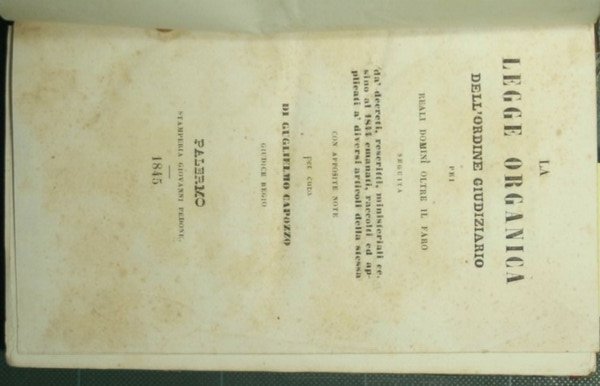 LA
LEGGE ORGANICA
DELL'ORDINE GIUDIZIARIO
PEI
REALI DOMINÌ OLTRE IL FARO
SEGUITA
da' decreti, rescritti, ministeriali ec.
sino al 1844 emanati, raccolti ed ap-
plicati a' diversi articoli della stessa
CON APPOSITE NOTE
per cura
DI GUGLIELMO CAPOZZO
GIUDICE REGIO
PALERMO
STAMPERIA GIOVANNI PEDONE.
1845